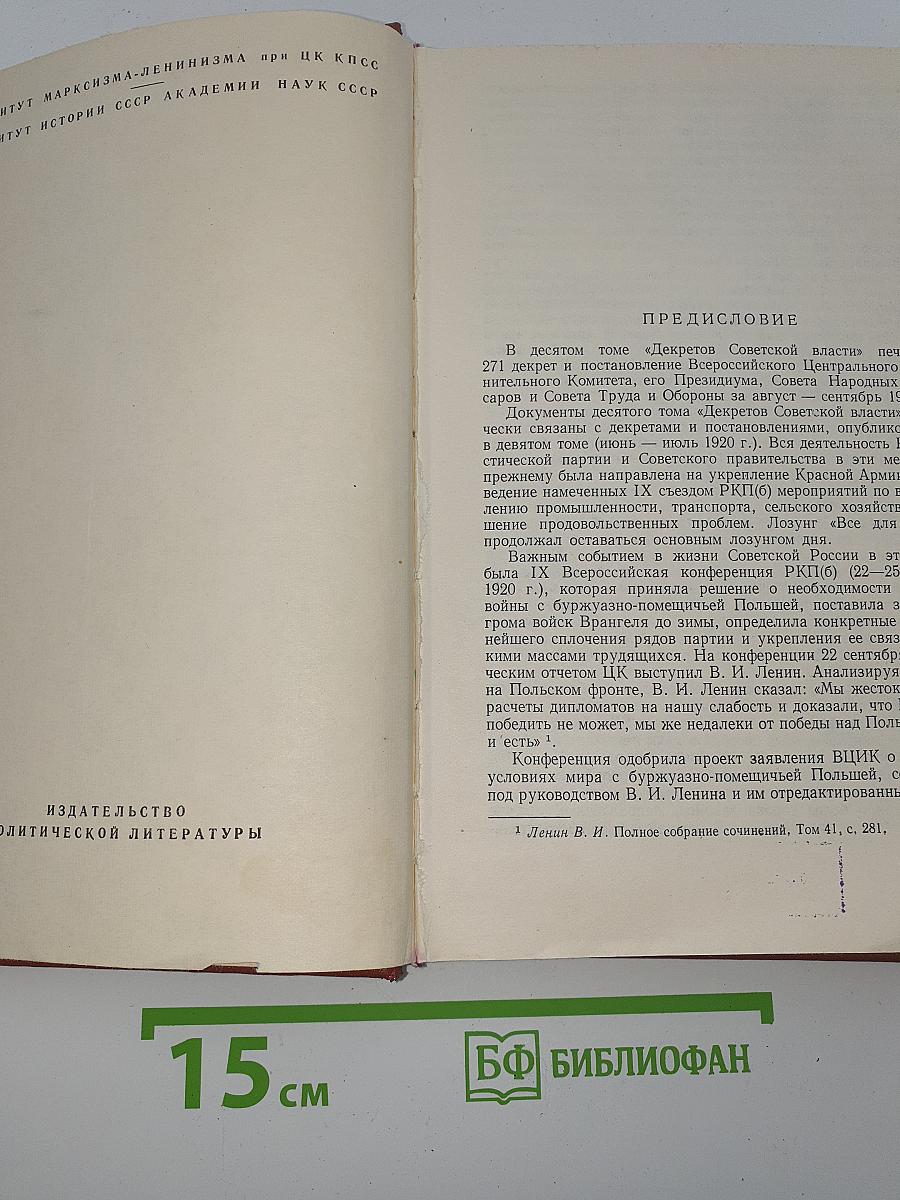 ИТУТ МАРКСИЗМА-ЛЕНИНИЗМА при ЦК КПСС
ИТУТ ИСТОРИИ СССР АКАДЕМИИ НАУК СССР
ИЗДАТЕЛЬСТВО
ОЛИТИЧЕСКОЙ ЛИТЕРАТУРЫ
ПРЕДИСЛОВИЕ
В десятом томе «Декретов Советской власти» печ
271 декрет и постановление Всероссийского Центрального
нительного Комитета, его Президиума, Совета Народных
саров и Совета Труда и Обороны за август — сентябрь 19
Документы десятого тома «Декретов Советской власти»
чески связаны с декретами и постановлениями, опублико
в девятом томе (июнь — июль 1920 г.). Вся деятельность
стической партии и Советского правительства в эти ме
прежнему была направлена на укрепление Красной Армии
ведение намеченных IX съездом РКП(б) мероприятий по в
лению промышленности, транспорта, сельского хозяйств
шение продовольственных проблем. Лозунг «Все для
продолжал оставаться основным лозунгом дня.
Важным событием в жизни Советской России в эт
была IX Всероссийская конференция РКП(б) (22—25
1920 г.), которая приняла решение о необходимости
войны с буржуазно-помещичьей Польшей, поставила з
грома войск Врангеля до зимы, определила конкретные
нейшего сплочения рядов партии и укрепления ее связ
кими массами трудящихся. На конференции 22 сентябр
ческим отчетом ЦК выступил В. И. Ленин. Анализируя
на Польском фронте, В. И. Ленин сказал: «Мы жесток
расчеты дипломатов на нашу слабость и доказали, что
победить не может, мы же недалеки от победы над Поль
и есть» ¹.
Конференция одобрила проект заявления ВЦИК о
условиях мира с буржуазно-помещичьей Польшей, со
под руководством В. И. Ленина и им отредактированны
¹ Ленин В. И. Полное собрание сочинений, Том 41, с. 281,
15 см
БФ БИБЛИОФАН